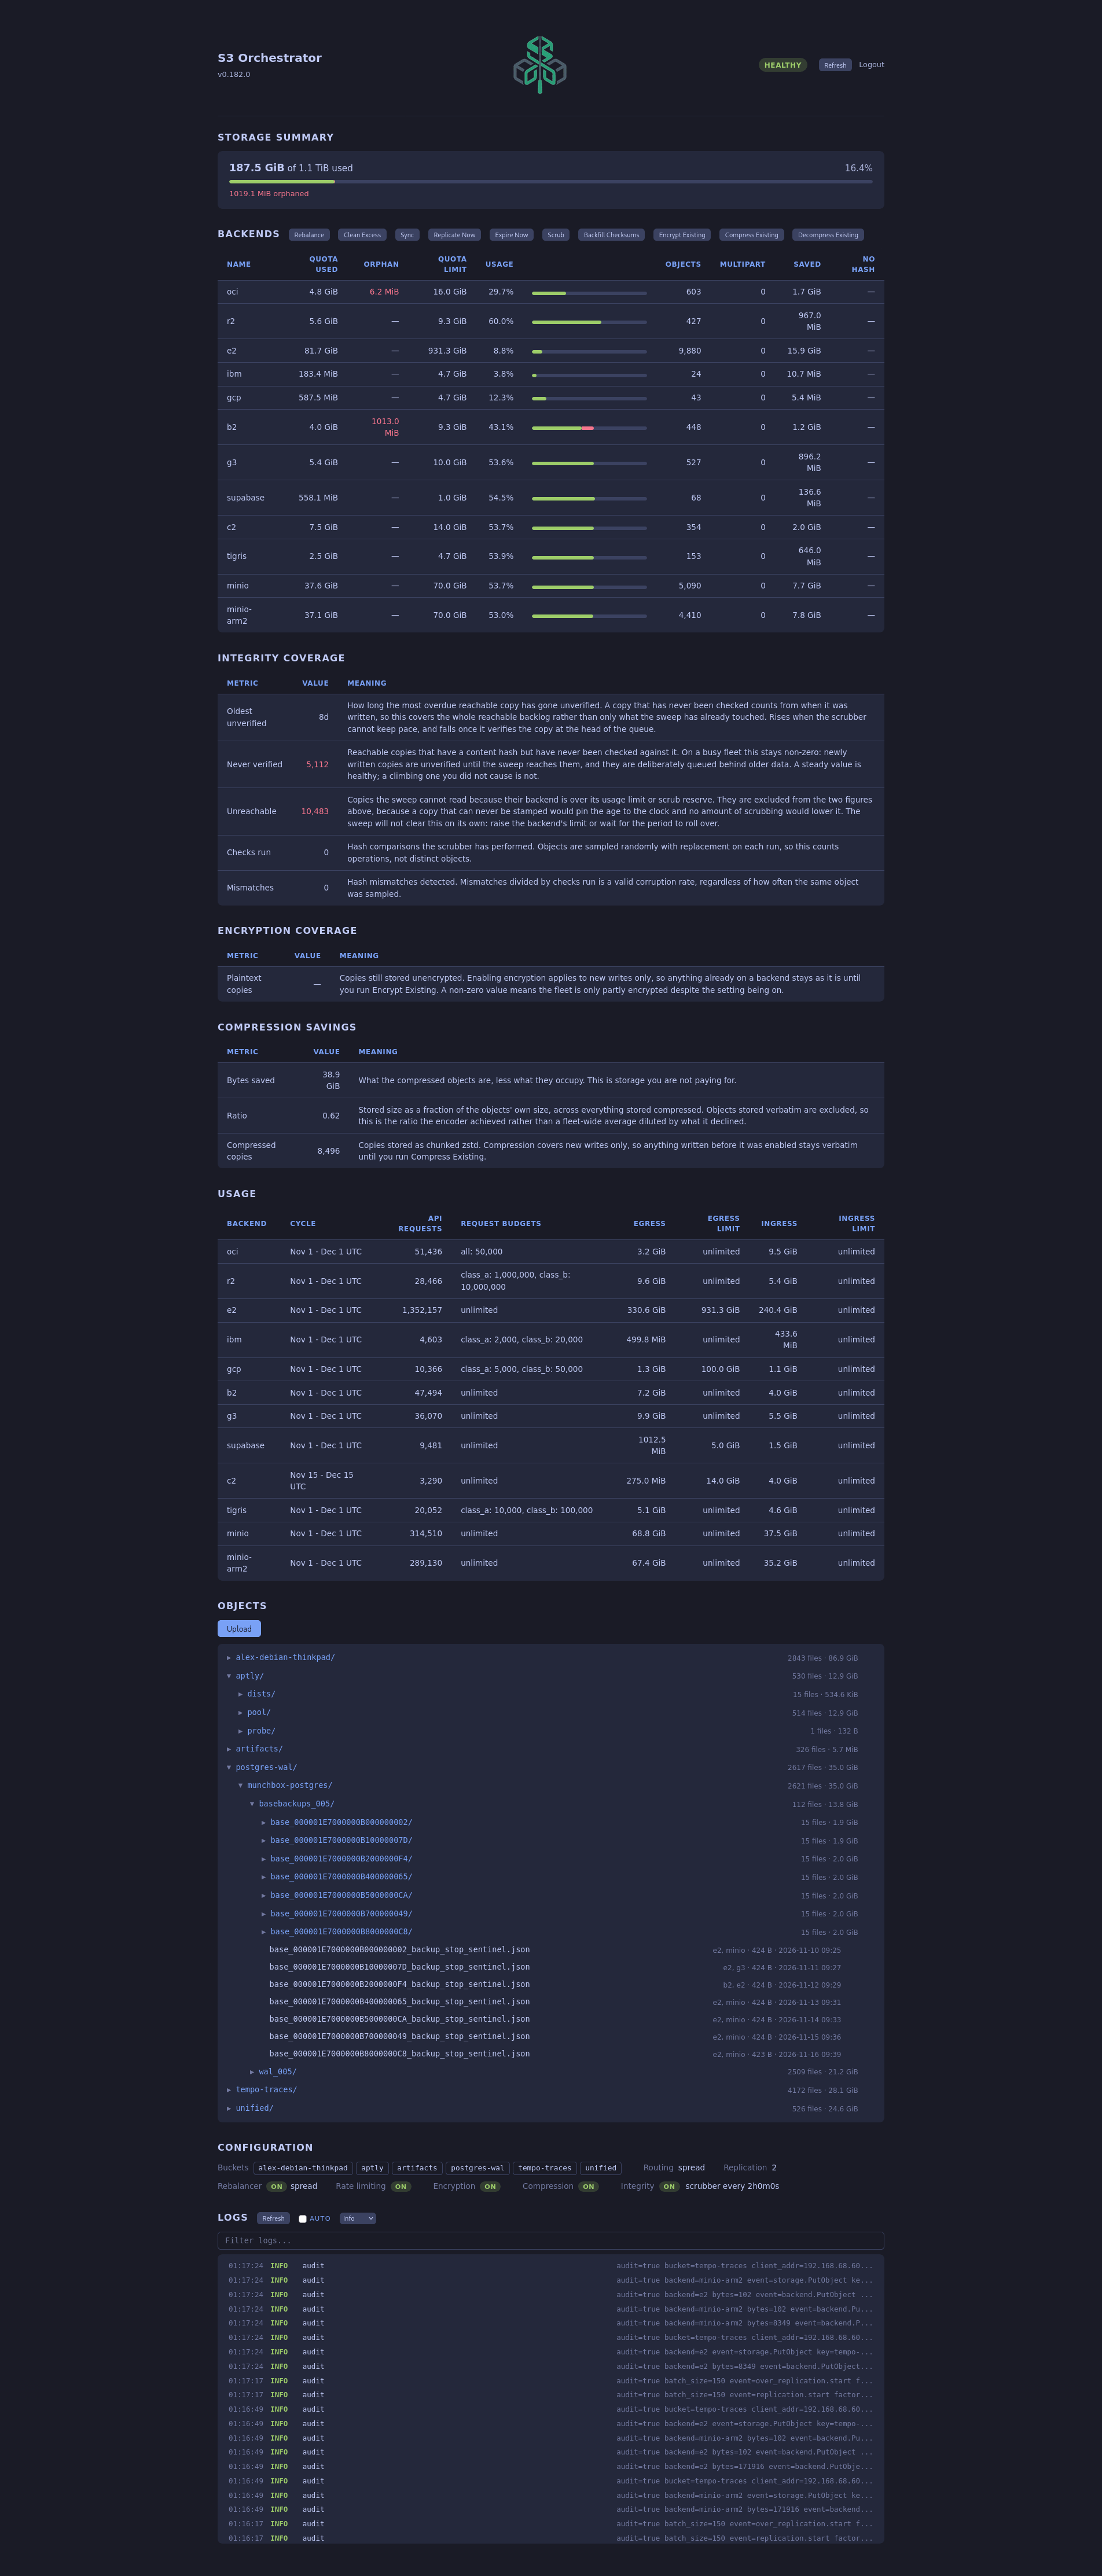 S3 Orchestrator
v0.182.0
HEALTHY Refresh Logout
STORAGE SUMMARY
187.5 GiB of 1.1 TiB used 16.4%
1019.1 MiB orphaned
BACKENDS Rebalance Clean Excess Sync Replicate Now Expire Now Scrub Backfill Checksums Encrypt Existing Compress Existing Decompress Existing
NAME QUOTA USED ORPHAN QUOTA LIMIT USAGE OBJECTS MULTIPART SAVED NO HASH
oci 4.8 GiB 6.2 MiB 16.0 GiB 29.7% 603 0 1.7 GiB —
r2 5.6 GiB — 9.3 GiB 60.0% 427 0 967.0 MiB —
e2 81.7 GiB — 931.3 GiB 8.8% 9,880 0 15.9 GiB —
ibm 183.4 MiB — 4.7 GiB 3.8% 24 0 10.7 MiB —
gcp 587.5 MiB — 4.7 GiB 12.3% 43 0 5.4 MiB —
b2 4.0 GiB 1013.0 MiB 9.3 GiB 43.1% 448 0 1.2 GiB —
g3 5.4 GiB — 10.0 GiB 53.6% 527 0 896.2 MiB —
supabase 558.1 MiB — 1.0 GiB 54.5% 68 0 136.6 MiB —
c2 7.5 GiB — 14.0 GiB 53.7% 354 0 2.0 GiB —
tigris 2.5 GiB — 4.7 GiB 53.9% 153 0 646.0 MiB —
minio 37.6 GiB — 70.0 GiB 53.7% 5,090 0 7.7 GiB —
minio-arm2 37.1 GiB — 70.0 GiB 53.0% 4,410 0 7.8 GiB —
INTEGRITY COVERAGE
METRIC VALUE MEANING
Oldest unverified 8d How long the most overdue reachable copy has gone unverified. A copy that has never been checked counts from when it was
written, so this covers the whole reachable backlog rather than only what the sweep has already touched. Rises when the scrubber
cannot keep pace, and falls once it verifies the copy at the head of the queue.
Never verified 5,112 Reachable copies that have a content hash but have never been checked against it. On a busy fleet this stays non-zero: newly
written copies are unverified until the sweep reaches them, and they are deliberately queued behind older data. A steady value is
healthy; a climbing one you did not cause is not.
Unreachable 10,483 Copies the sweep cannot read because their backend is over its usage limit or scrub reserve. They are excluded from the two figures
above, because a copy that can never be stamped would pin the age to the clock and no amount of scrubbing would lower it. The
sweep will not clear this on its own: raise the backend's limit or wait for the period to roll over.
Checks run 0 Hash comparisons the scrubber has performed. Objects are sampled randomly with replacement on each run, so this counts
operations, not distinct objects.
Mismatches 0 Hash mismatches detected. Mismatches divided by checks run is a valid corruption rate, regardless of how often the same object
was sampled.
ENCRYPTION COVERAGE
METRIC VALUE MEANING
Plaintext copies — Copies still stored unencrypted. Enabling encryption applies to new writes only, so anything already on a backend stays as it is until
you run Encrypt Existing. A non-zero value means the fleet is only partly encrypted despite the setting being on.
COMPRESSION SAVINGS
METRIC VALUE MEANING
Bytes saved 38.9 GiB What the compressed objects are, less what they occupy. This is storage you are not paying for.
Ratio 0.62 Stored size as a fraction of the objects' own size, across everything stored compressed. Objects stored verbatim are excluded, so
this is the ratio the encoder achieved rather than a fleet-wide average diluted by what it declined.
Compressed copies 8,496 Copies stored as chunked zstd. Compression covers new writes only, so anything written before it was enabled stays verbatim
until you run Compress Existing.
USAGE
BACKEND CYCLE API REQUESTS REQUEST BUDGETS EGRESS EGRESS LIMIT INGRESS INGRESS LIMIT
oci Nov 1 - Dec 1 UTC 51,436 all: 50,000 3.2 GiB unlimited 9.5 GiB unlimited
r2 Nov 1 - Dec 1 UTC 28,466 class_a: 1,000,000, class_b: 10,000,000 9.6 GiB unlimited 5.4 GiB unlimited
e2 Nov 1 - Dec 1 UTC 1,352,157 unlimited 330.6 GiB 931.3 GiB 240.4 GiB unlimited
ibm Nov 1 - Dec 1 UTC 4,603 class_a: 2,000, class_b: 20,000 499.8 MiB unlimited 433.6 MiB unlimited
gcp Nov 1 - Dec 1 UTC 10,366 class_a: 5,000, class_b: 50,000 1.3 GiB 100.0 GiB 1.1 GiB unlimited
b2 Nov 1 - Dec 1 UTC 47,494 unlimited 7.2 GiB unlimited 4.0 GiB unlimited
g3 Nov 1 - Dec 1 UTC 36,070 unlimited 9.9 GiB unlimited 5.5 GiB unlimited
supabase Nov 1 - Dec 1 UTC 9,481 unlimited 1012.5 MiB 5.0 GiB 1.5 GiB unlimited
c2 Nov 15 - Dec 15 UTC 3,290 unlimited 275.0 MiB 14.0 GiB 4.0 GiB unlimited
tigris Nov 1 - Dec 1 UTC 20,052 class_a: 10,000, class_b: 100,000 5.1 GiB unlimited 4.6 GiB unlimited
minio Nov 1 - Dec 1 UTC 314,510 unlimited 68.8 GiB unlimited 37.5 GiB unlimited
minio-arm2 Nov 1 - Dec 1 UTC 289,130 unlimited 67.4 GiB unlimited 35.2 GiB unlimited
OBJECTS
Upload
▶ alex-debian-thinkpad/ 2843 files · 86.9 GiB
▼ aptly/ 530 files · 12.9 GiB
▶ dists/ 15 files · 534.6 KiB
▶ pool/ 514 files · 12.9 GiB
▶ probe/ 1 files · 132 B
▶ artifacts/ 326 files · 5.7 MiB
▼ postgres-wal/ 2617 files · 35.0 GiB
▼ munchbox-postgres/ 2621 files · 35.0 GiB
▼ basebackups_005/ 112 files · 13.8 GiB
▶ base_000001E7000000B000000002/ 15 files · 1.9 GiB
▶ base_000001E7000000B10000007D/ 15 files · 1.9 GiB
▶ base_000001E7000000B2000000F4/ 15 files · 2.0 GiB
▶ base_000001E7000000B400000065/ 15 files · 2.0 GiB
▶ base_000001E7000000B5000000CA/ 15 files · 2.0 GiB
▶ base_000001E7000000B700000049/ 15 files · 2.0 GiB
▶ base_000001E7000000B8000000C8/ 15 files · 2.0 GiB
base_000001E7000000B000000002_backup_stop_sentinel.json e2, minio · 424 B · 2026-11-10 09:25
base_000001E7000000B10000007D_backup_stop_sentinel.json e2, g3 · 424 B · 2026-11-11 09:27
base_000001E7000000B2000000F4_backup_stop_sentinel.json b2, e2 · 424 B · 2026-11-12 09:29
base_000001E7000000B400000065_backup_stop_sentinel.json e2, minio · 424 B · 2026-11-13 09:31
base_000001E7000000B5000000CA_backup_stop_sentinel.json e2, minio · 424 B · 2026-11-14 09:33
base_000001E7000000B700000049_backup_stop_sentinel.json e2, minio · 424 B · 2026-11-15 09:36
base_000001E7000000B8000000C8_backup_stop_sentinel.json e2, minio · 423 B · 2026-11-16 09:39
▶ wal_005/ 2509 files · 21.2 GiB
▶ tempo-traces/ 4172 files · 28.1 GiB
▶ unified/ 526 files · 24.6 GiB
CONFIGURATION
Buckets alex-debian-thinkpad aptly artifacts postgres-wal tempo-traces unified Routing spread Replication 2
Rebalancer ON spread Rate limiting ON Encryption ON Compression ON Integrity ON scrubber every 2h0m0s
LOGS Refresh AUTO Info
Filter logs...
01:17:24 INFO audit audit=true bucket=tempo-traces client_addr=192.168.68.60...
01:17:24 INFO audit audit=true backend=minio-arm2 event=storage.PutObject ke...
01:17:24 INFO audit audit=true backend=e2 bytes=102 event=backend.PutObject ...
01:17:24 INFO audit audit=true backend=minio-arm2 bytes=102 event=backend.Pu...
01:17:24 INFO audit audit=true backend=minio-arm2 bytes=8349 event=backend.P...
01:17:24 INFO audit audit=true bucket=tempo-traces client_addr=192.168.68.60...
01:17:24 INFO audit audit=true backend=e2 event=storage.PutObject key=tempo-...
01:17:24 INFO audit audit=true backend=e2 bytes=8349 event=backend.PutObject...
01:17:17 INFO audit audit=true batch_size=150 event=over_replication.start f...
01:17:17 INFO audit audit=true batch_size=150 event=replication.start factor...
01:16:49 INFO audit audit=true bucket=tempo-traces client_addr=192.168.68.60...
01:16:49 INFO audit audit=true backend=e2 event=storage.PutObject key=tempo-...
01:16:49 INFO audit audit=true backend=minio-arm2 bytes=102 event=backend.Pu...
01:16:49 INFO audit audit=true backend=e2 bytes=102 event=backend.PutObject ...
01:16:49 INFO audit audit=true backend=e2 bytes=171916 event=backend.PutObje...
01:16:49 INFO audit audit=true bucket=tempo-traces client_addr=192.168.68.60...
01:16:49 INFO audit audit=true backend=minio-arm2 event=storage.PutObject ke...
01:16:49 INFO audit audit=true backend=minio-arm2 bytes=171916 event=backend...
01:16:17 INFO audit audit=true batch_size=150 event=over_replication.start f...
01:16:17 INFO audit audit=true batch_size=150 event=replication.start factor...